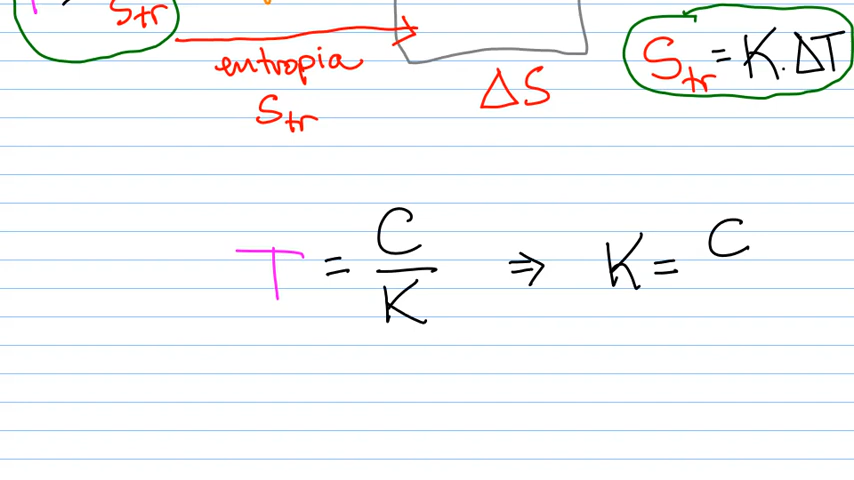 Str
entropia
Str
ΔS
Str = K.ΔT
T = C/K ⇒ K = C